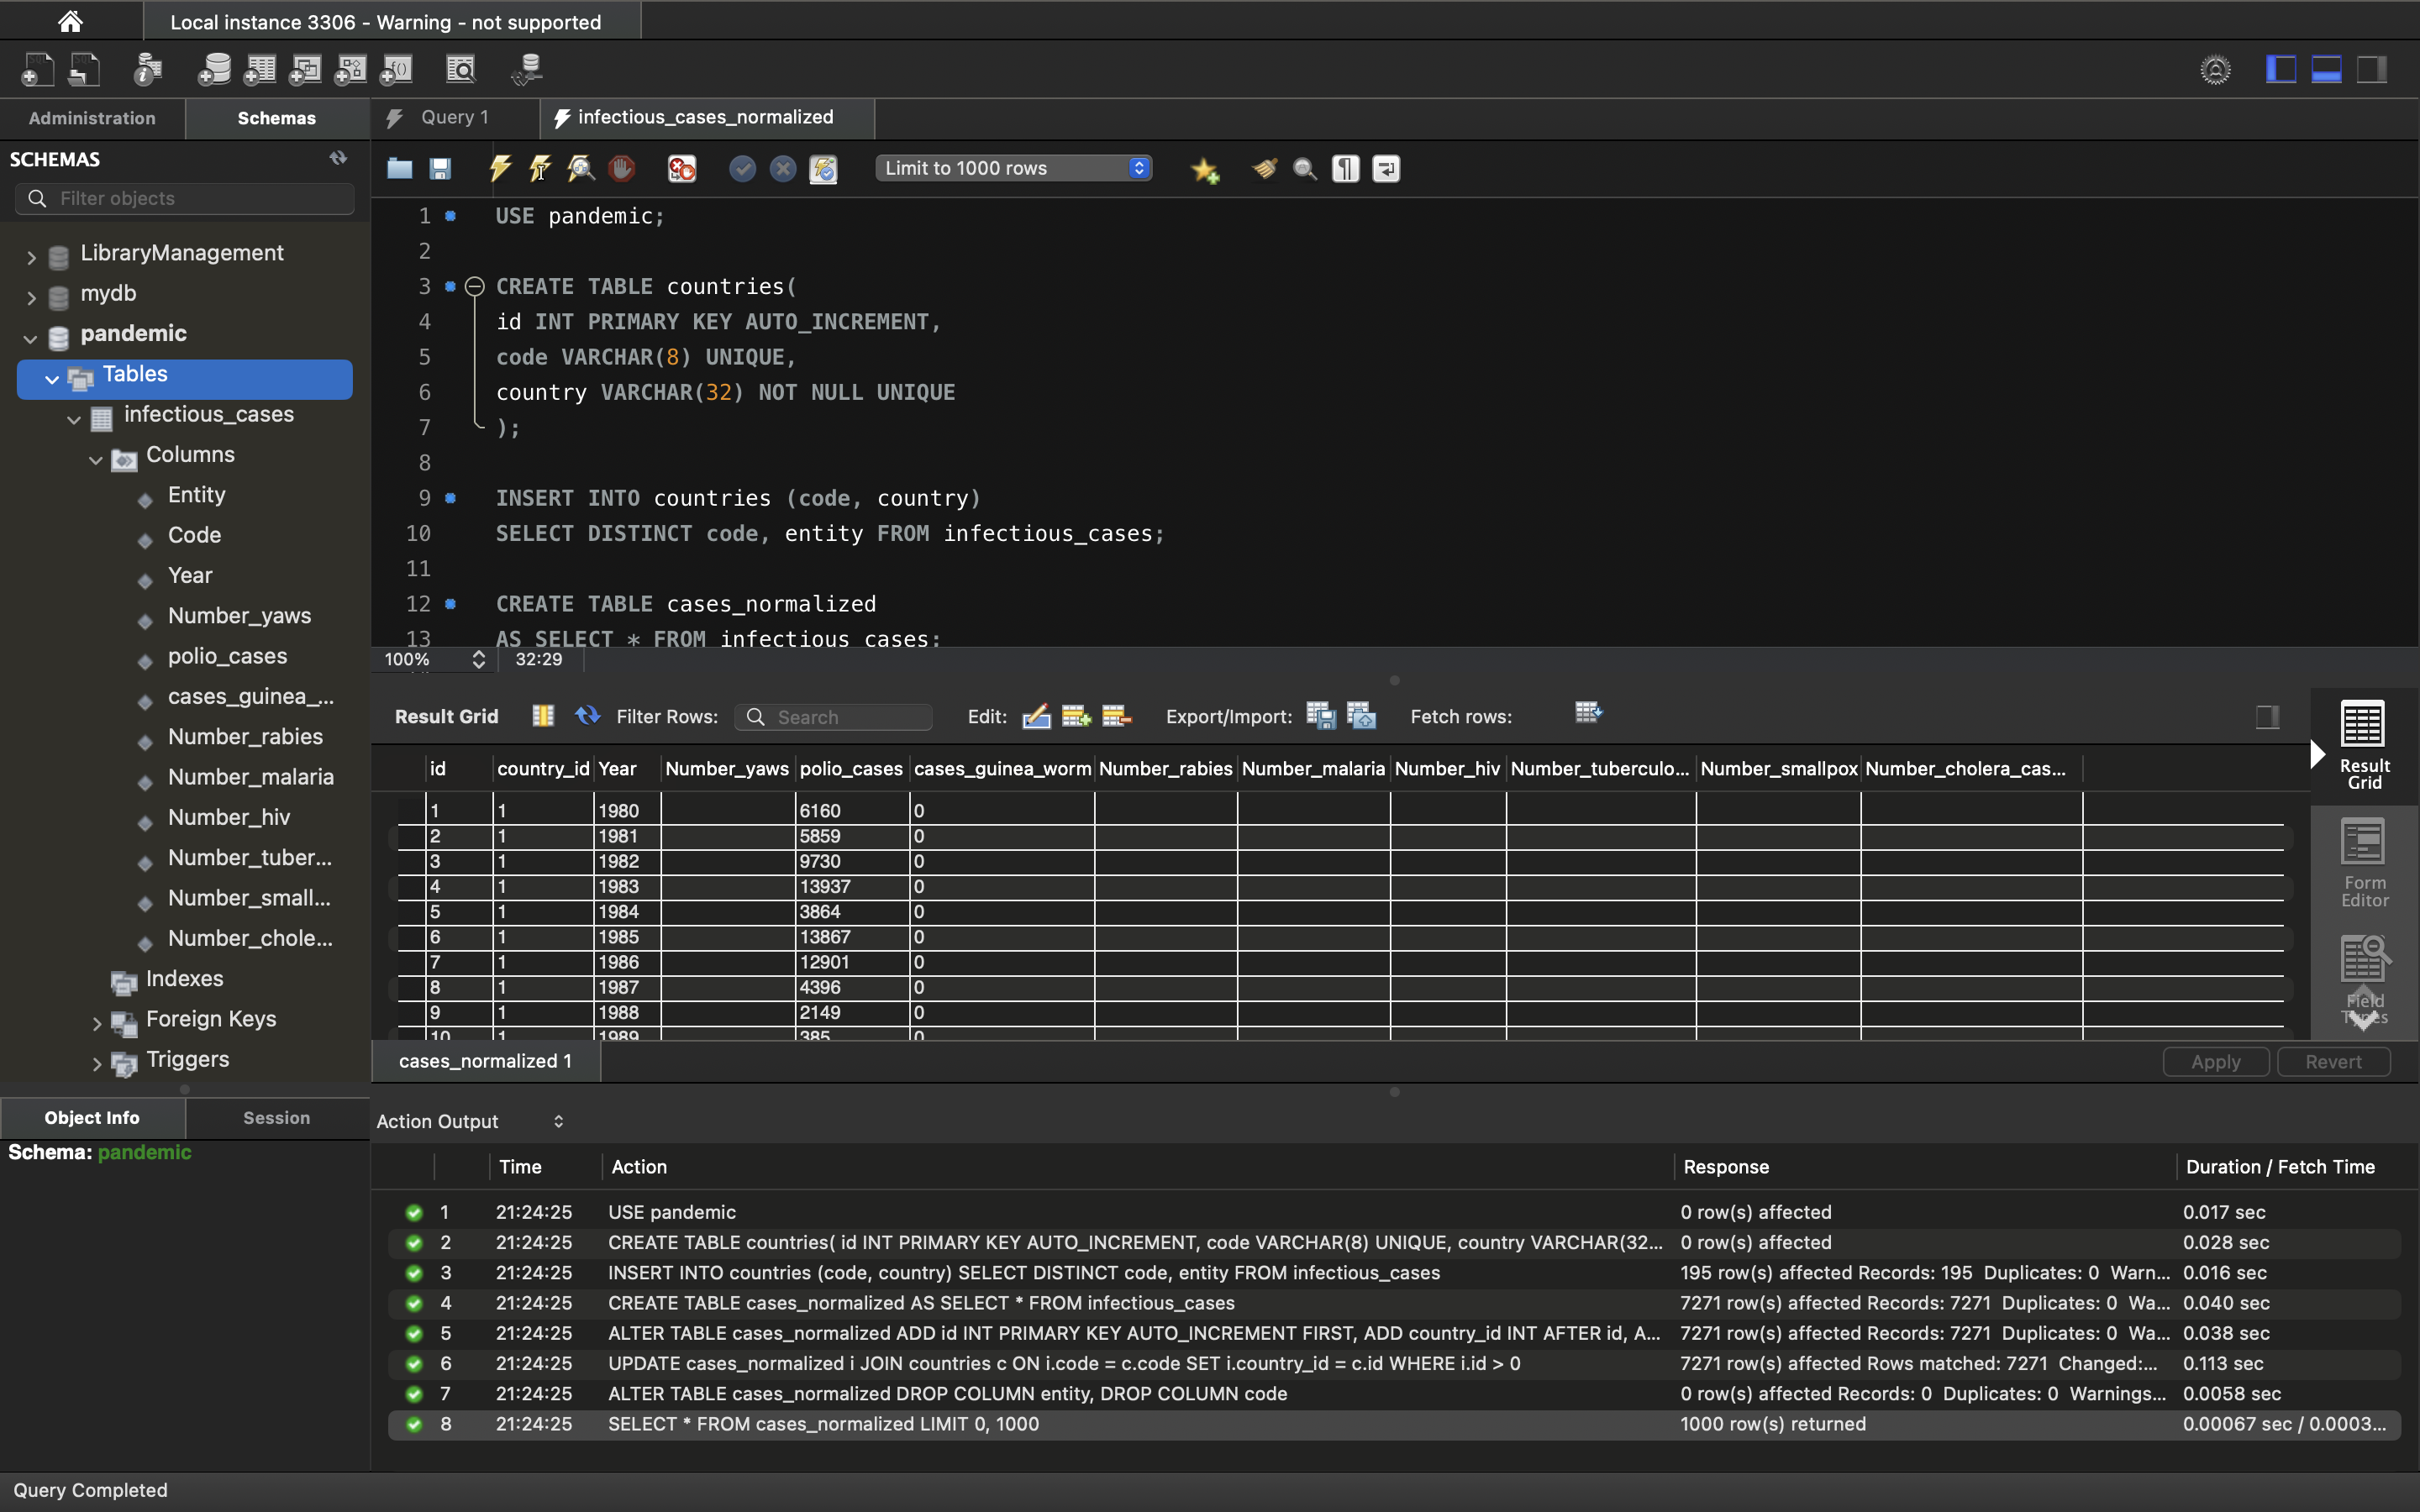 Local instance 3306 - Warning - not supported
Administration
Schemas
SCHEMAS
Filter objects
LibraryManagement
mydb
pandemic
Tables
infectious_cases
Columns
Entity
Code
Year
Number_yaws
polio_cases
cases_guinea_...
Number_rabies
Number_malaria
Number_hiv
Number_tuber...
Number_small...
Number_chole...
Indexes
Foreign Keys
Triggers
Object Info
Session
Schema: pandemic
Query 1
infectious_cases_normalized
Limit to 1000 rows
1 USE pandemic;
2
3 CREATE TABLE countries(
4 id INT PRIMARY KEY AUTO_INCREMENT,
5 code VARCHAR(8) UNIQUE,
6 country VARCHAR(32) NOT NULL UNIQUE
7 );
8
9 INSERT INTO countries (code, country)
10 SELECT DISTINCT code, entity FROM infectious_cases;
11
12 CREATE TABLE cases_normalized
13 AS SELECT * FROM infectious_cases;
100% 32:29
Result Grid Filter Rows: Search Edit: Export/Import: Fetch rows:
id country_id Year Number_yaws polio_cases cases_guinea_worm Number_rabies Number_malaria Number_hiv Number_tuberculo... Number_smallpox Number_cholera_cas...
1 1 1980 6160 0
2 1 1981 5859 0
3 1 1982 9730 0
4 1 1983 13937 0
5 1 1984 3864 0
6 1 1985 13867 0
7 1 1986 12901 0
8 1 1987 4396 0
9 1 1988 2149 0
10 1 1989 385 0
Result
Grid
Form
Editor
Field
Types
cases_normalized 1
Apply
Revert
Action Output
Time Action Response Duration / Fetch Time
1 21:24:25 USE pandemic 0 row(s) affected 0.017 sec
2 21:24:25 CREATE TABLE countries( id INT PRIMARY KEY AUTO_INCREMENT, code VARCHAR(8) UNIQUE, country VARCHAR(32... 0 row(s) affected 0.028 sec
3 21:24:25 INSERT INTO countries (code, country) SELECT DISTINCT code, entity FROM infectious_cases 195 row(s) affected Records: 195 Duplicates: 0 Warn... 0.016 sec
4 21:24:25 CREATE TABLE cases_normalized AS SELECT * FROM infectious_cases 7271 row(s) affected Records: 7271 Duplicates: 0 Wa... 0.040 sec
5 21:24:25 ALTER TABLE cases_normalized ADD id INT PRIMARY KEY AUTO_INCREMENT FIRST, ADD country_id INT AFTER id, A... 7271 row(s) affected Records: 7271 Duplicates: 0 Wa... 0.038 sec
6 21:24:25 UPDATE cases_normalized i JOIN countries c ON i.code = c.code SET i.country_id = c.id WHERE i.id > 0 7271 row(s) affected Rows matched: 7271 Changed:... 0.113 sec
7 21:24:25 ALTER TABLE cases_normalized DROP COLUMN entity, DROP COLUMN code 0 row(s) affected Records: 0 Duplicates: 0 Warnings... 0.0058 sec
8 21:24:25 SELECT * FROM cases_normalized LIMIT 0, 1000 1000 row(s) returned 0.00067 sec / 0.0003...
Query Completed